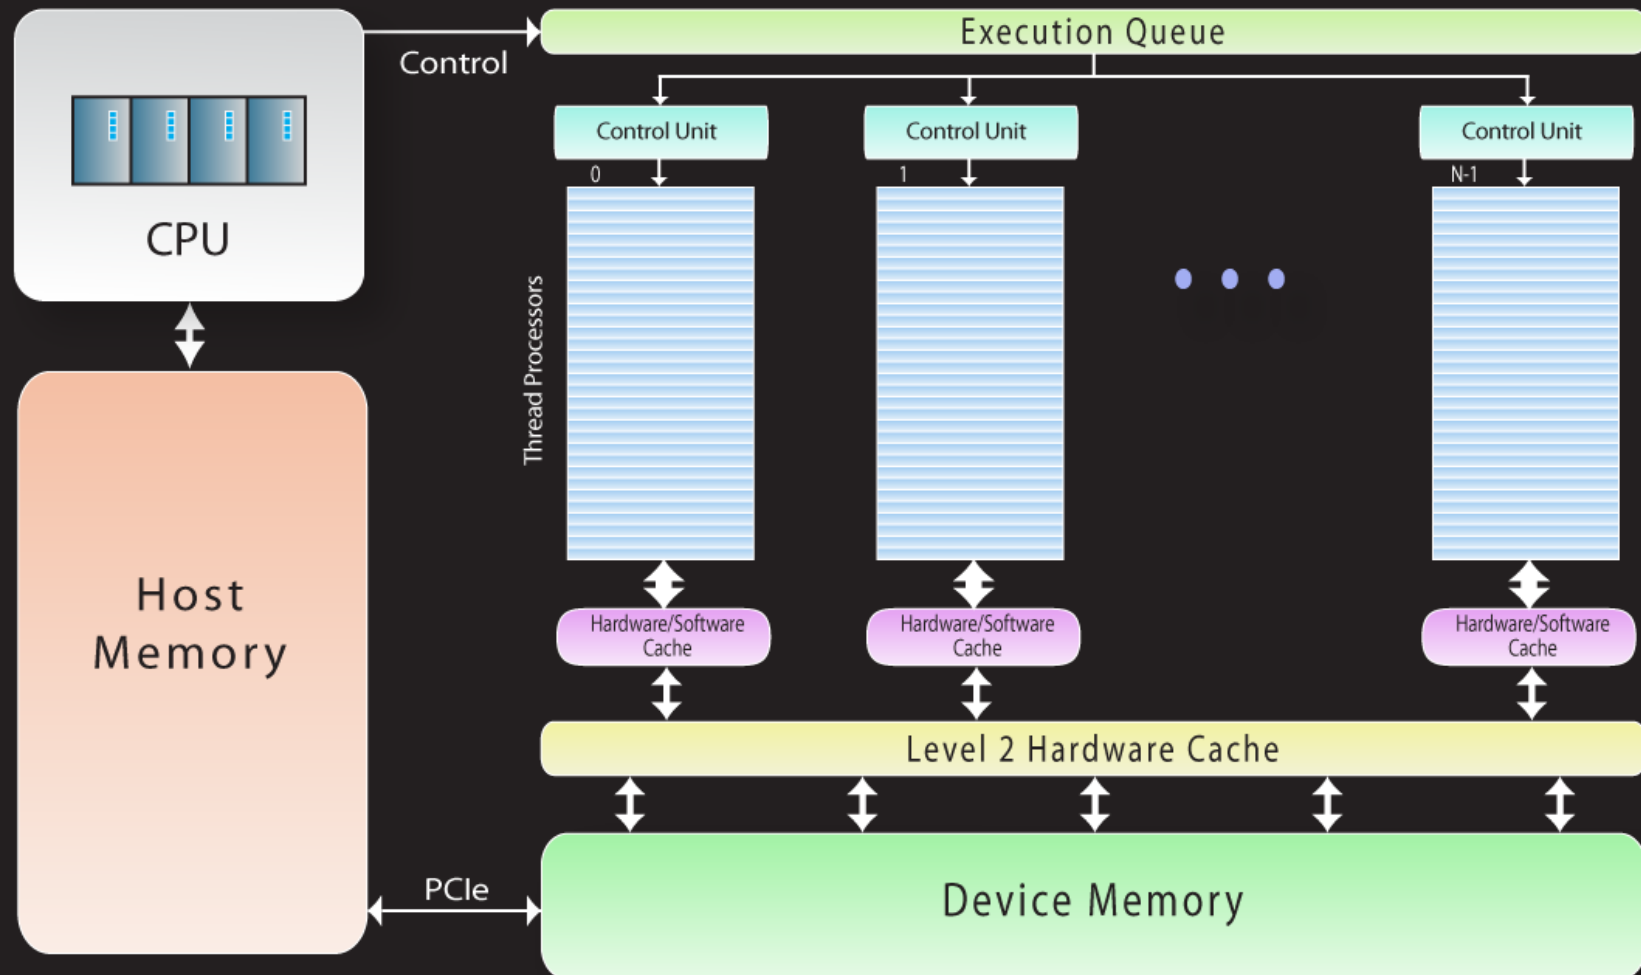 Execution Queue
Control
Control Unit
Control Unit
Control Unit
0
1
N-1
CPU
Thread Processors
Host
Memory
Hardware/Software
Cache
Hardware/Software
Cache
Hardware/Software
Cache
Level 2 Hardware Cache
PCIe
Device Memory